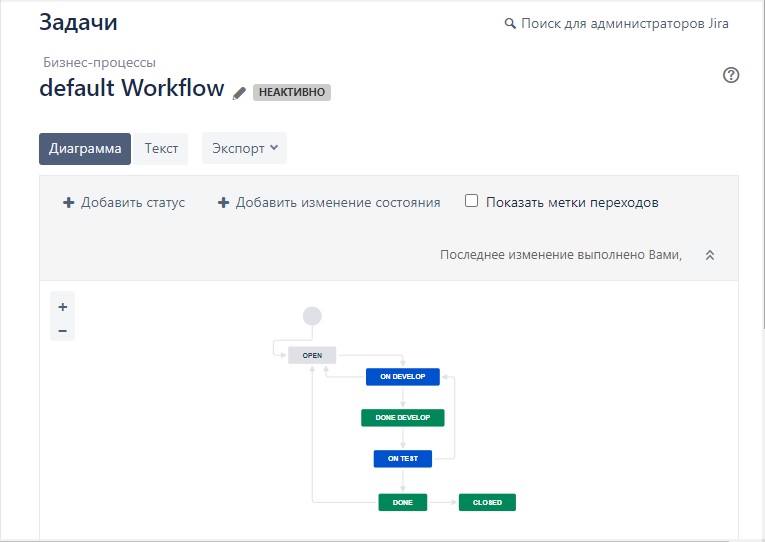 Задачи
Поиск для администраторов Jira
Бизнес-процессы
default Workflow НЕАКТИВНО
Диаграмма Текст Экспорт
Добавить статус Добавить изменение состояния Показать метки переходов
Последнее изменение выполнено Вами,
+
−
OPEN
ON DEVELOP
DONE DEVELOP
ON TEST
DONE CLOSED